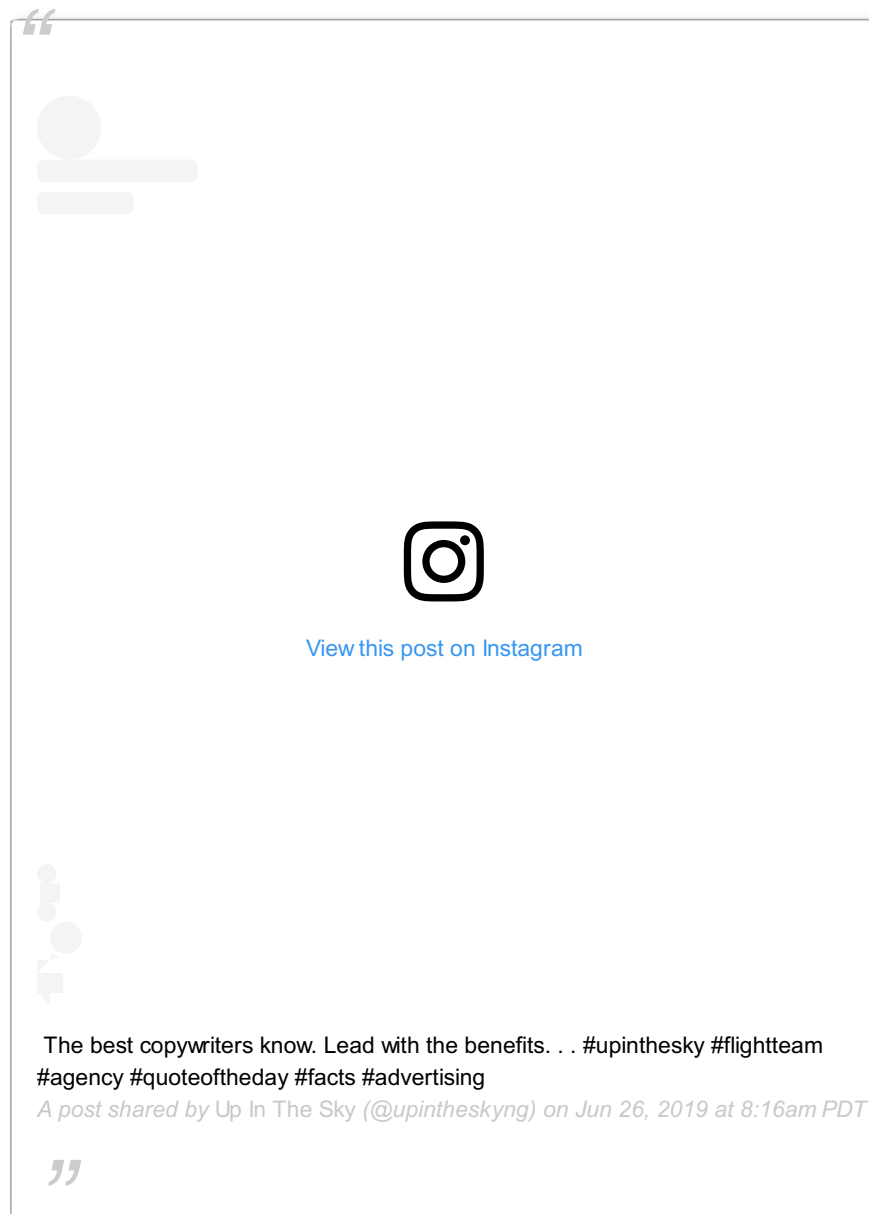 “
View this post on Instagram
The best copywriters know. Lead with the benefits. . . #upinthesky #flightteam
#agency #quoteoftheday #facts #advertising
A post shared by Up In The Sky (@upintheskyng) on Jun 26, 2019 at 8:16am PDT
”